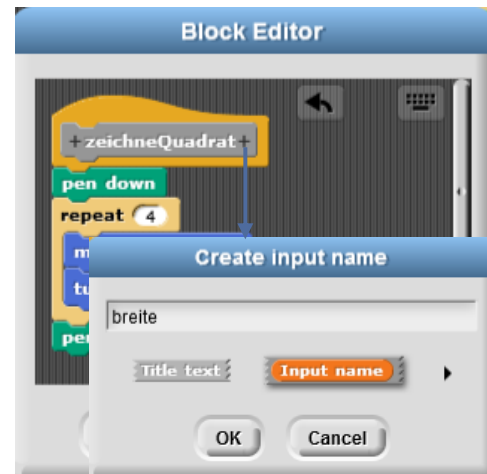 Block Editor
+ zeichneQuadrat +
pen down
repeat 4
Create input name
breite
Title text Input name
OK Cancel